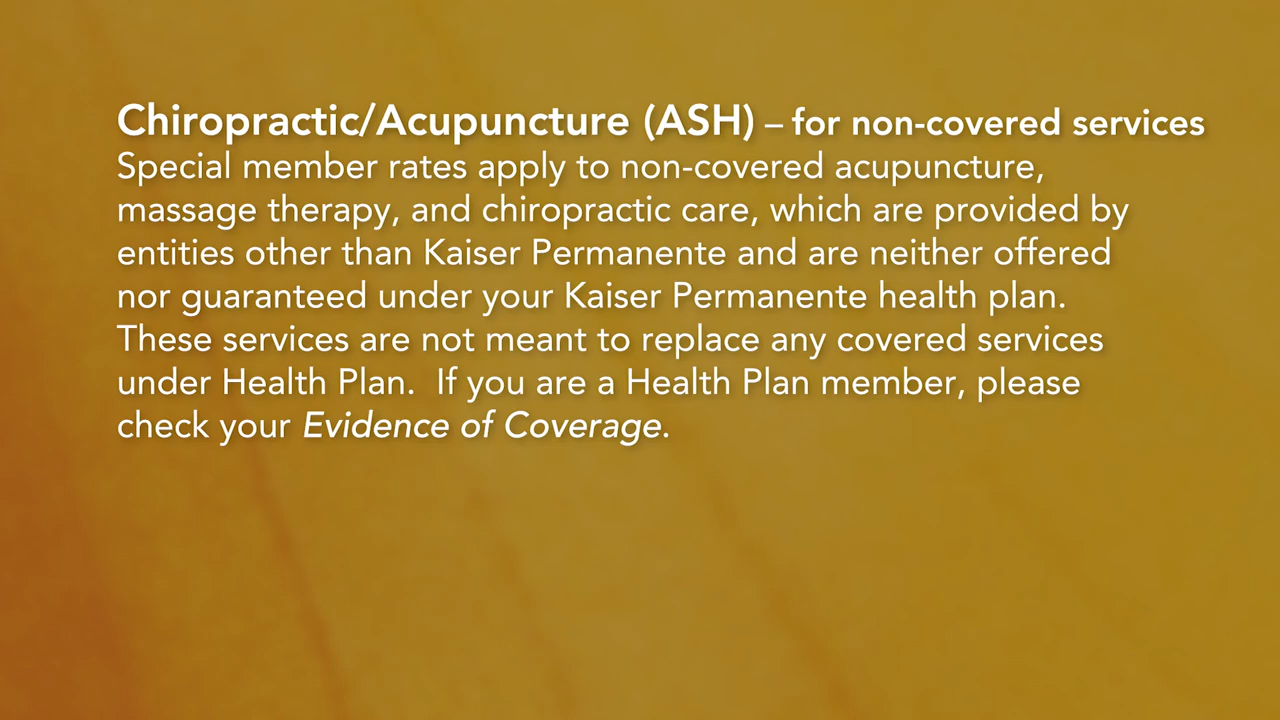 Chiropractic/Acupuncture (ASH) – for non-covered services
Special member rates apply to non-covered acupuncture,
massage therapy, and chiropractic care, which are provided by
entities other than Kaiser Permanente and are neither offered
nor guaranteed under your Kaiser Permanente health plan.
These services are not meant to replace any covered services
under Health Plan.  If you are a Health Plan member, please
check your Evidence of Coverage.